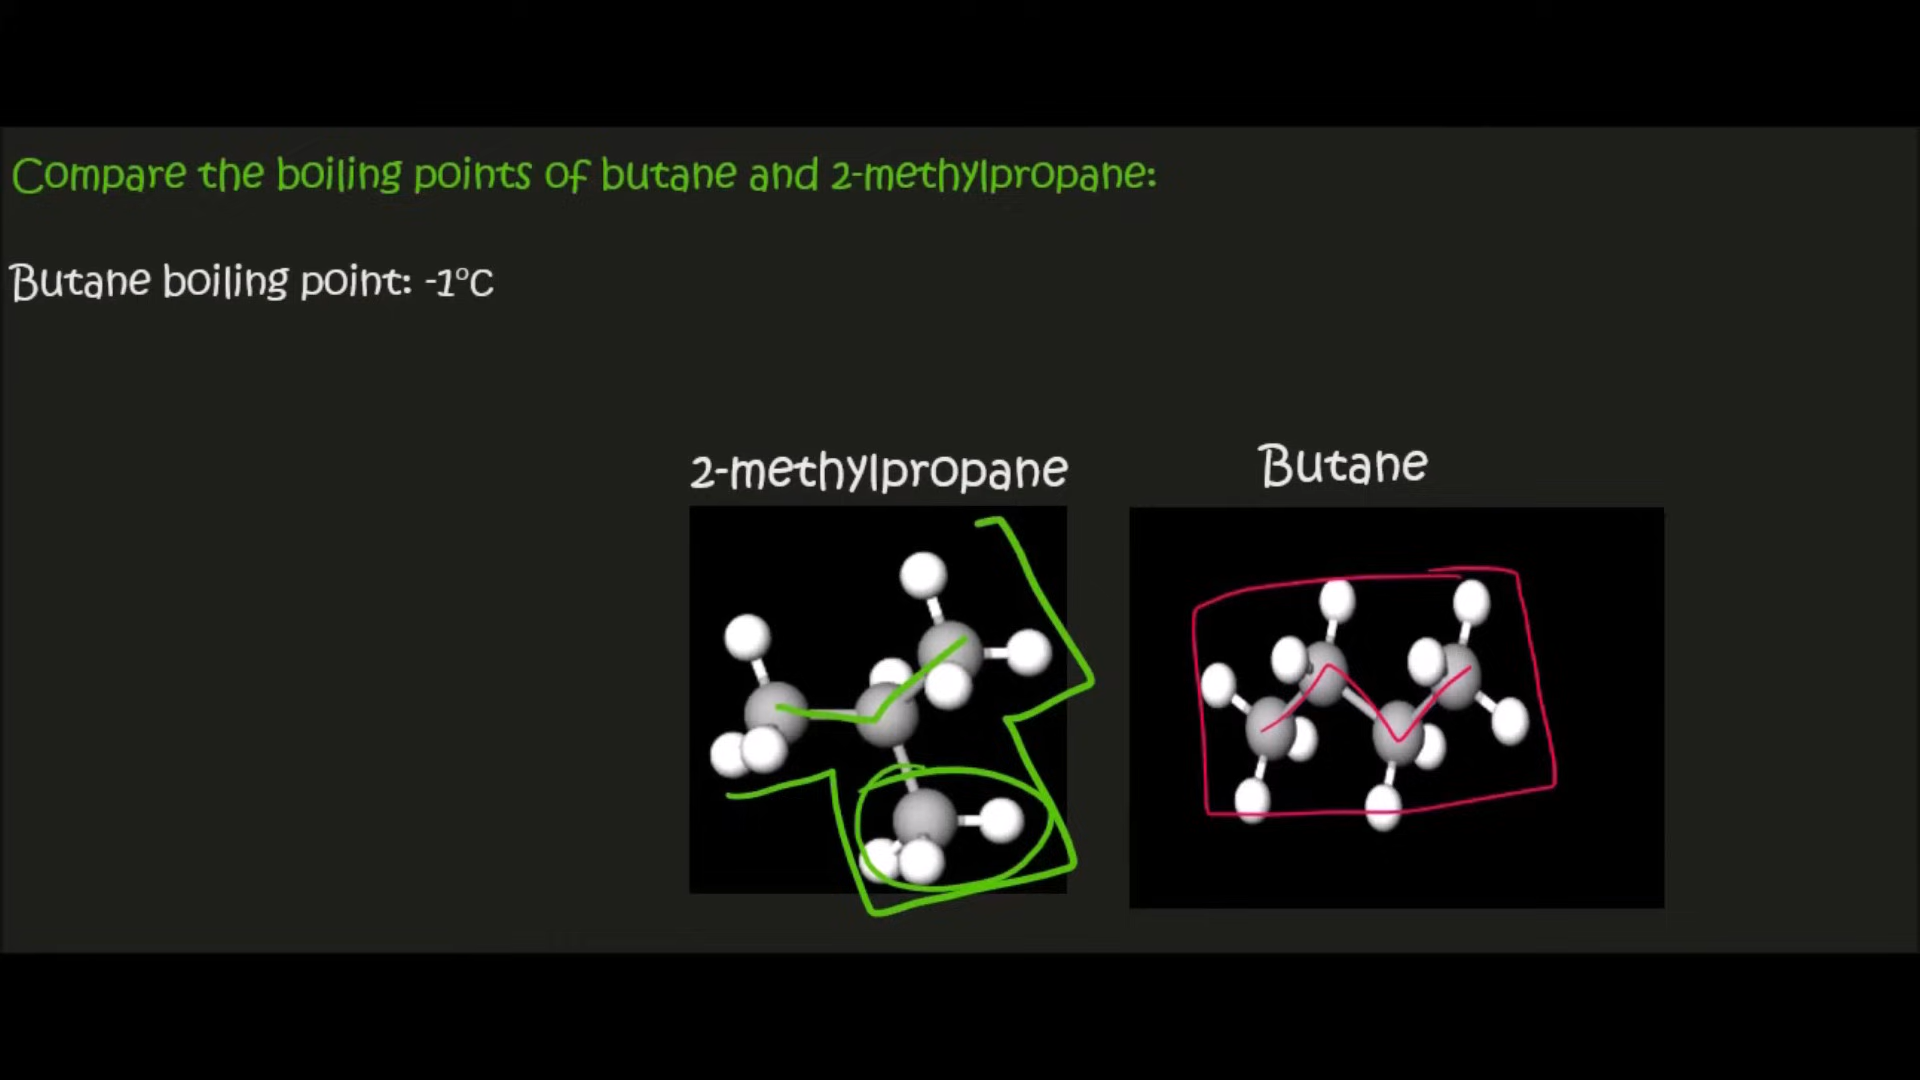 Compare the boiling points of butane and 2-methylpropane:
Butane boiling point: -1°C
2-methylpropane
Butane